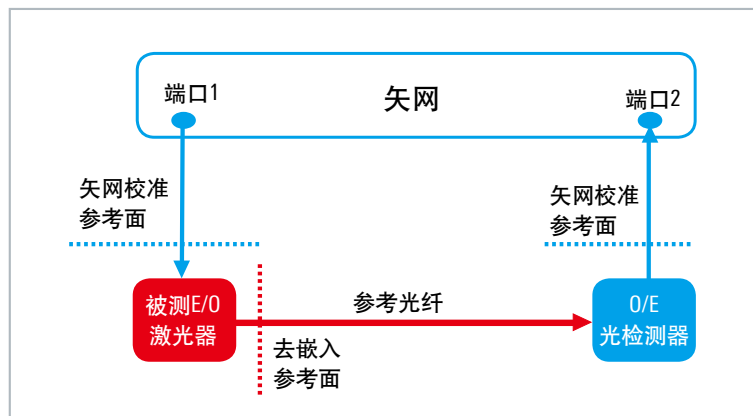 端口1
矢网
端口2
矢网校准
参考面
矢网校准
参考面
被测E/O
激光器
参考光纤
O/E
光检测器
去嵌入
参考面